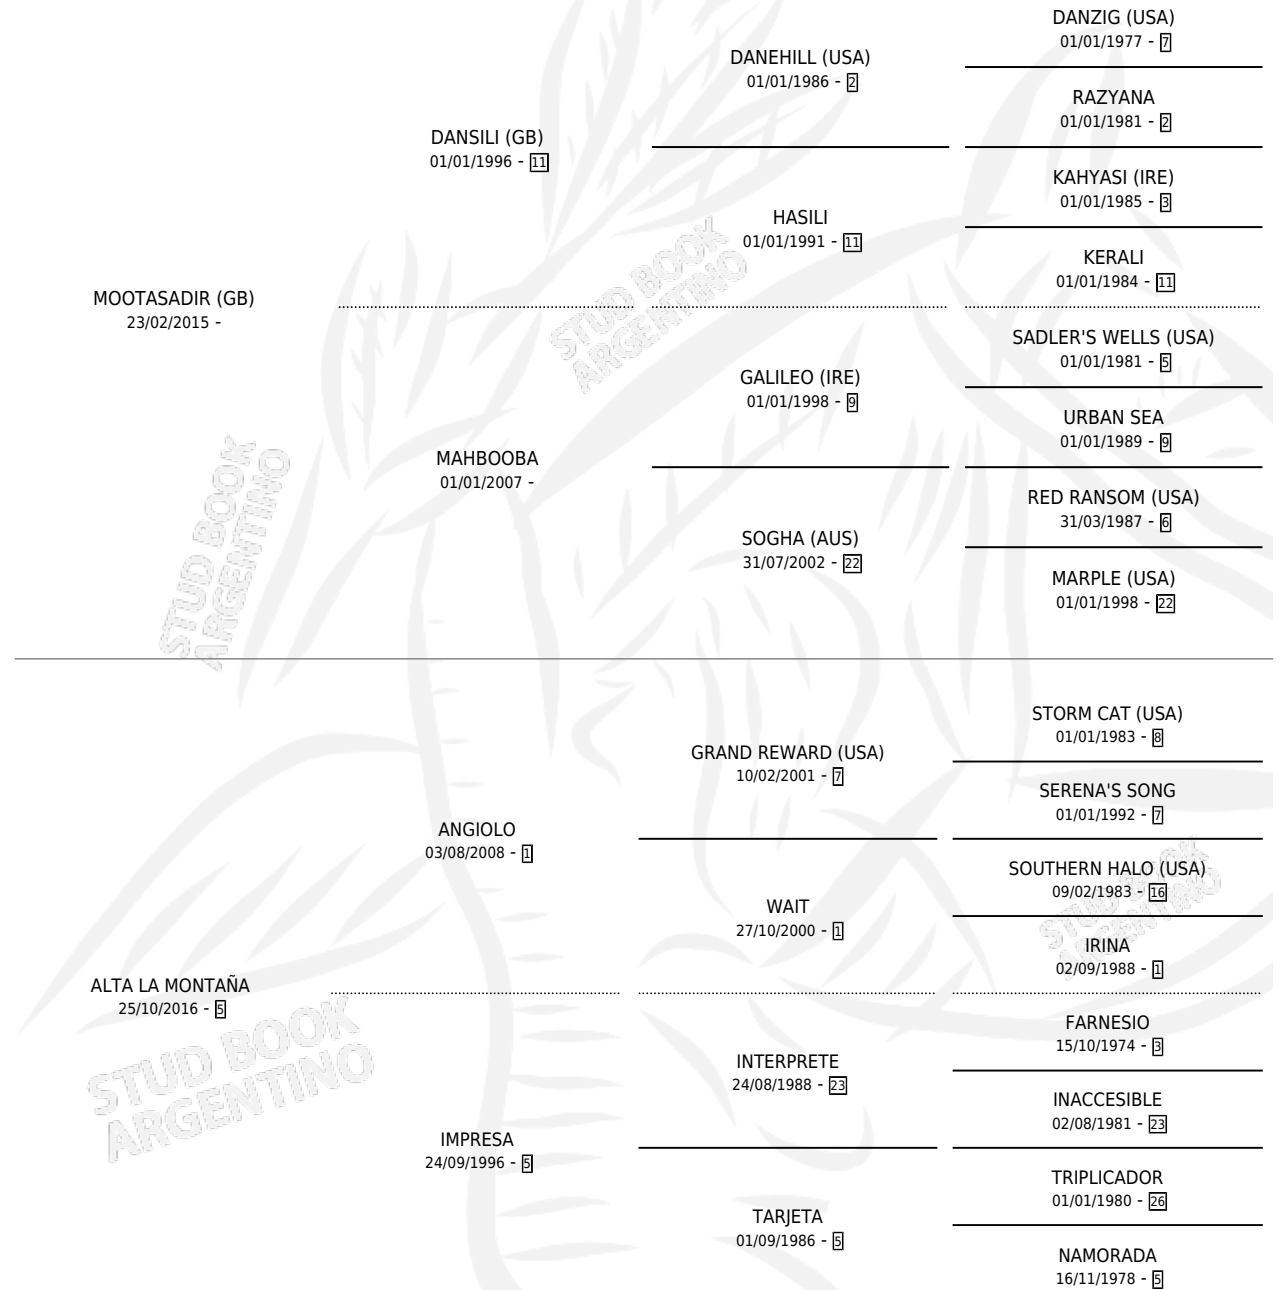 DANZIG (USA)
01/01/1977 - 7
DANEHILL (USA)
01/01/1986 - 2
RAZYANA
01/01/1981 - 2
DANSILI (GB)
01/01/1996 - 11
KAHYASI (IRE)
01/01/1985 - 3
HASILI
01/01/1991 - 11
KERALI
01/01/1984 - 11
MOOTASADIR (GB)
23/02/2015 -
SADLER'S WELLS (USA)
01/01/1981 - 5
GALILEO (IRE)
01/01/1998 - 9
URBAN SEA
01/01/1989 - 9
MAHBOOBA
01/01/2007 -
RED RANSOM (USA)
31/03/1987 - 6
SOGHA (AUS)
31/07/2002 - 22
MARPLE (USA)
01/01/1998 - 22
STORM CAT (USA)
01/01/1983 - 8
GRAND REWARD (USA)
10/02/2001 - 7
SERENA'S SONG
01/01/1992 - 7
ANGIOLO
03/08/2008 - 1
SOUTHERN HALO (USA)
09/02/1983 - 16
WAIT
27/10/2000 - 1
IRINA
02/09/1988 - 1
ALTA LA MONTAÑA
25/10/2016 - 5
FARNESIO
15/10/1974 - 3
INTERPRETE
24/08/1988 - 23
INACCESIBLE
02/08/1981 - 23
IMPRESA
24/09/1996 - 5
TRIPLICADOR
01/01/1980 - 26
TARJETA
01/09/1986 - 5
NAMORADA
16/11/1978 - 5
STUD BOOK
ARGENTINO
STUD BOOK
ARGENTINO
STUD BOOK
ARGENTINO
STUD BOOK
ARGENTINO